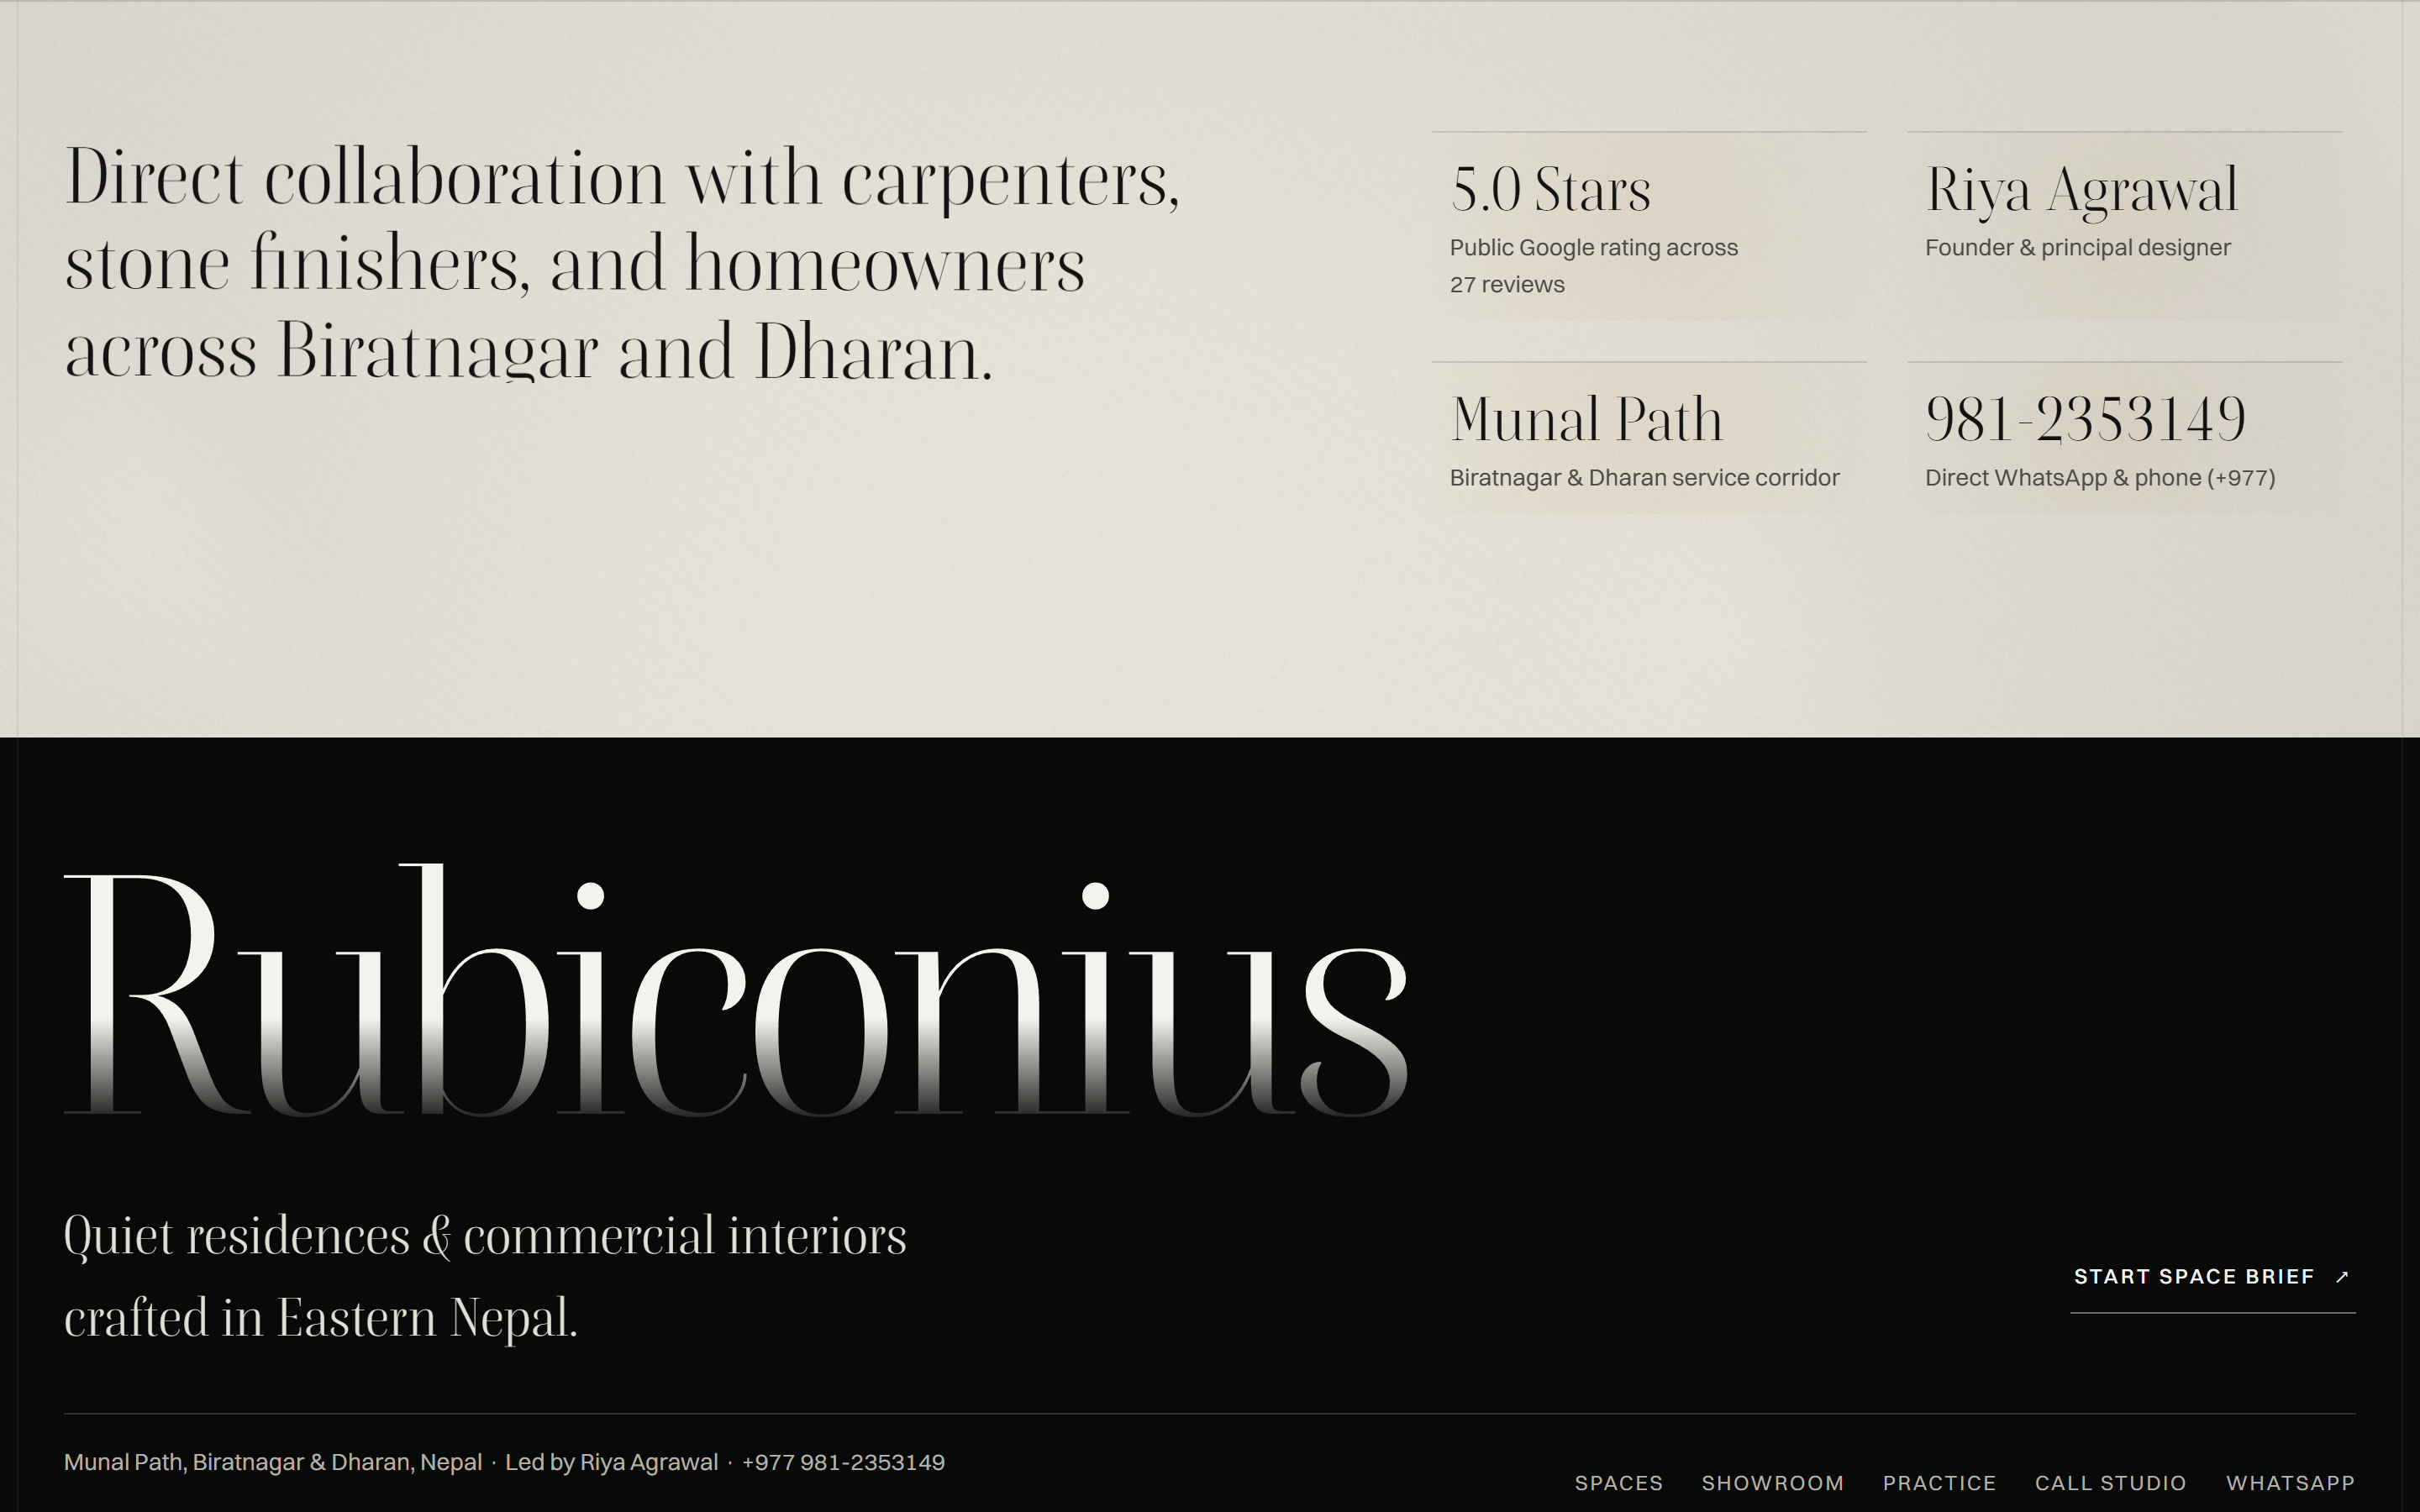 Direct collaboration with carpenters,
stone finishers, and homeowners
across Biratnagar and Dharan.
5.0 Stars
Public Google rating across
27 reviews
Riya Agrawal
Founder & principal designer
Munal Path
Biratnagar & Dharan service corridor
981-2353149
Direct WhatsApp & phone (+977)
Rubiconius
Quiet residences & commercial interiors
crafted in Eastern Nepal.
START SPACE BRIEF ↗
Munal Path, Biratnagar & Dharan, Nepal · Led by Riya Agrawal · +977 981-2353149
SPACES SHOWROOM PRACTICE CALL STUDIO WHATSAPP